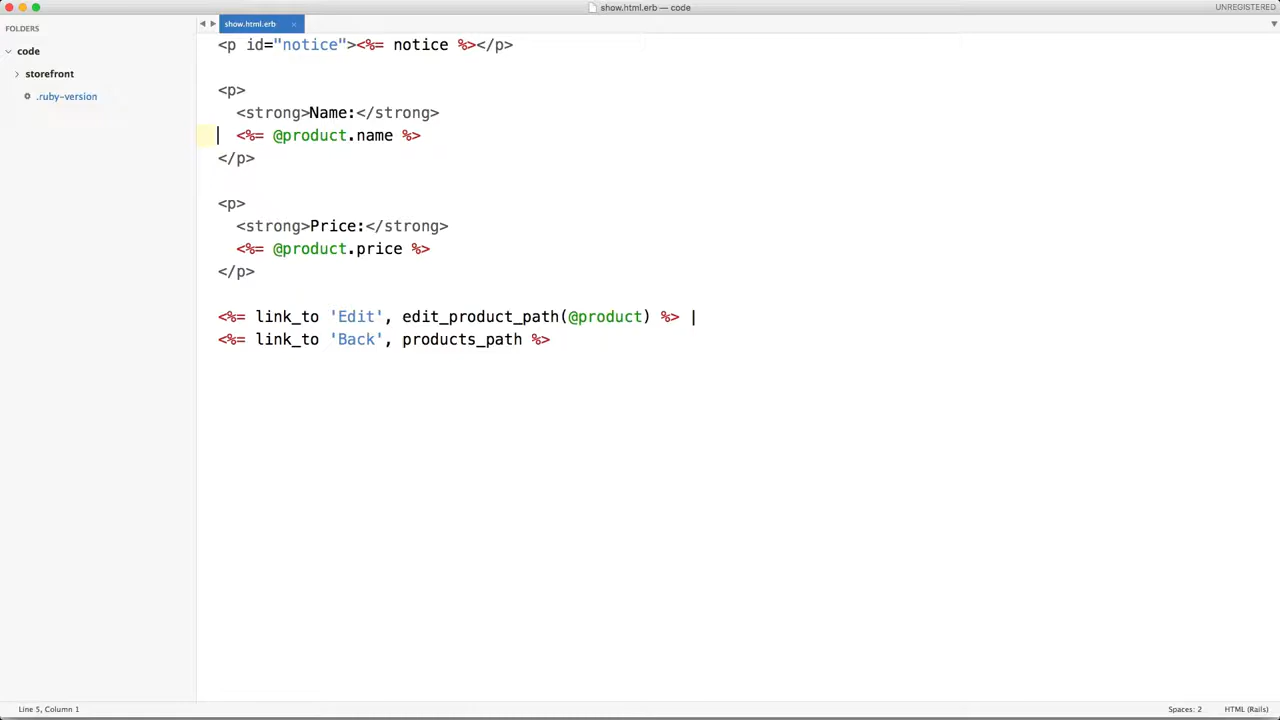 show.html.erb — code
UNREGISTERED
FOLDERS
code
storefront
.ruby-version
show.html.erb ×
<p id="notice"><%= notice %></p>
<p>
<strong>Name:</strong>
<%= @product.name %>
</p>
<p>
<strong>Price:</strong>
<%= @product.price %>
</p>
<%= link_to 'Edit', edit_product_path(@product) %> |
<%= link_to 'Back', products_path %>
Line 5, Column 1
Spaces: 2
HTML (Rails)